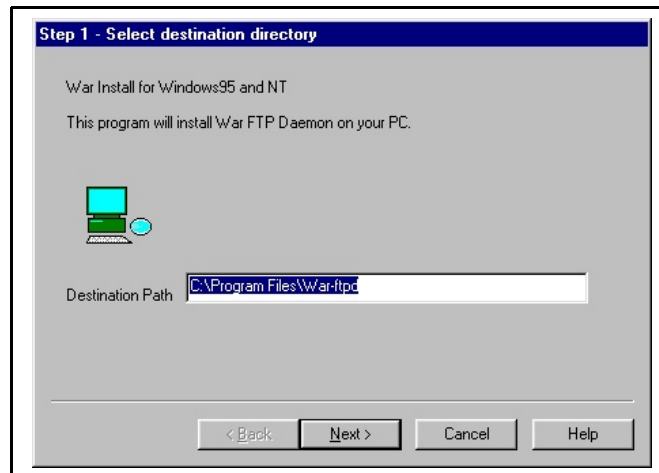 Step 1 - Select destination directory
War Install for Windows95 and NT
This program will install War FTP Daemon on your PC.
Destination Path C:\Program Files\War-ftpd
< Back Next > Cancel Help